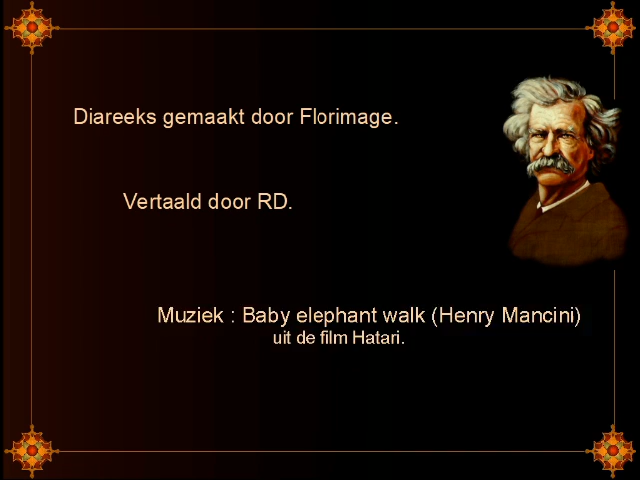 Diareeks gemaakt door Florimage.
Vertaald door RD.
Muziek : Baby elephant walk (Henry Mancini)
uit de film Hatari.